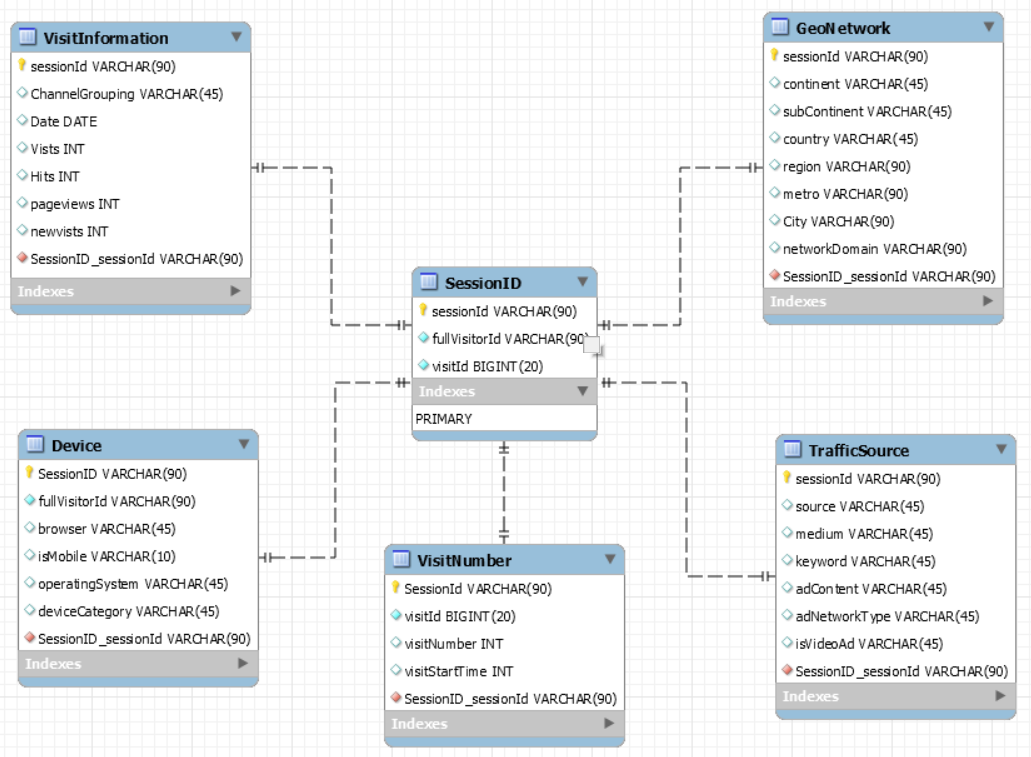 VisitInformation
sessionId VARCHAR(90)
ChannelGrouping VARCHAR(45)
Date DATE
Vists INT
Hits INT
pageviews INT
newvists INT
SessionID_sessionId VARCHAR(90)
Indexes
GeoNetwork
sessionId VARCHAR(90)
continent VARCHAR(45)
subContinent VARCHAR(45)
country VARCHAR(45)
region VARCHAR(90)
metro VARCHAR(90)
City VARCHAR(90)
networkDomain VARCHAR(90)
SessionID_sessionId VARCHAR(90)
Indexes
SessionID
sessionId VARCHAR(90)
fullVisitorId VARCHAR(90)
visitId BIGINT(20)
Indexes
PRIMARY
Device
SessionID VARCHAR(90)
fullVisitorId VARCHAR(90)
browser VARCHAR(45)
isMobile VARCHAR(10)
operatingSystem VARCHAR(45)
deviceCategory VARCHAR(45)
SessionID_sessionId VARCHAR(90)
Indexes
VisitNumber
SessionId VARCHAR(90)
visitId BIGINT(20)
visitNumber INT
visitStartTime INT
SessionID_sessionId VARCHAR(90)
Indexes
TrafficSource
sessionId VARCHAR(90)
source VARCHAR(45)
medium VARCHAR(45)
keyword VARCHAR(45)
adContent VARCHAR(45)
adNetworkType VARCHAR(45)
isVideoAd VARCHAR(45)
SessionID_sessionId VARCHAR(90)
Indexes